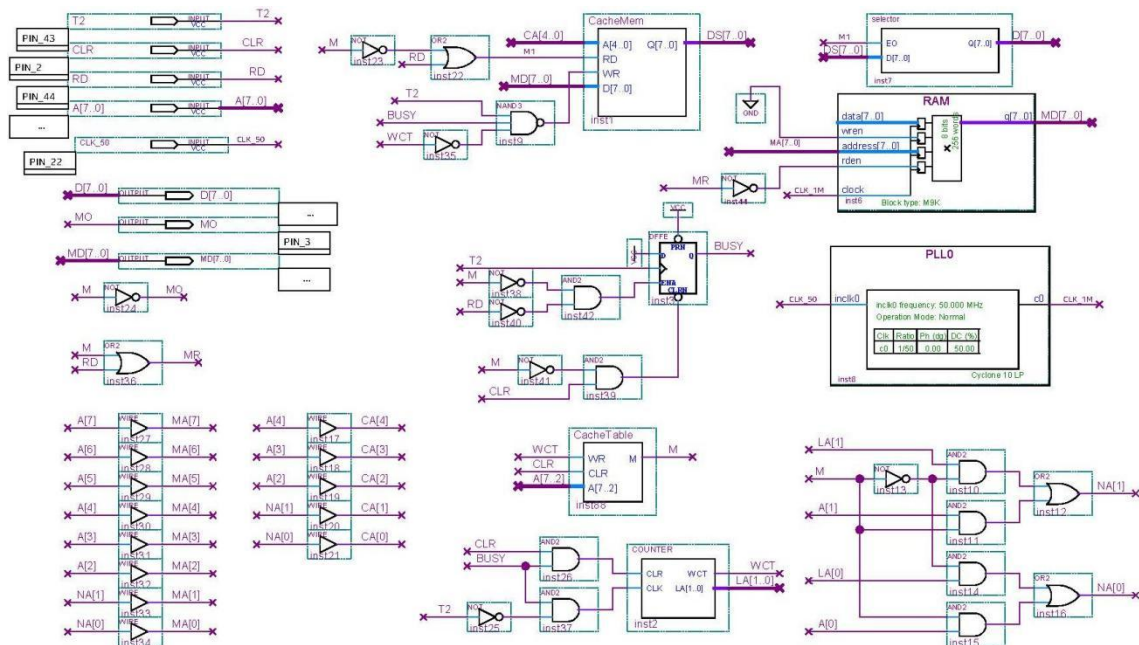 T2
INPUT
VCC
T2
PIN_43
CLR
INPUT
VCC
CLR
PIN_2
RD
INPUT
VCC
RD
PIN_44
A[7..0]
INPUT
VCC
A[7..0]
...
CLK_50
INPUT
VCC
CLK_50
PIN_22
D[7..0]
OUTPUT
D[7..0]
...
MO
OUTPUT
MO
PIN_3
MD[7..0]
OUTPUT
MD[7..0]
...
M
NOT
MO
inst24
OR2
M
RD
MR
inst36
A[7]
WIRE
MA[7]
inst27
A[6]
WIRE
MA[6]
inst28
A[5]
WIRE
MA[5]
inst29
A[4]
WIRE
MA[4]
inst30
A[3]
WIRE
MA[3]
inst31
A[2]
WIRE
MA[2]
inst32
NA[1]
WIRE
MA[1]
inst33
NA[0]
WIRE
MA[0]
inst34
A[4]
WIRE
CA[4]
inst17
A[3]
WIRE
CA[3]
inst18
A[2]
WIRE
CA[2]
inst19
NA[1]
WIRE
CA[1]
inst20
NA[0]
WIRE
CA[0]
inst21
M
NOT
inst23
OR2
RD
M1
inst22
CacheMem
CA[4..0]
A[4..0] Q[7..0]
DS[7..0]
RD
WR
MD[7..0]
D[7..0]
inst1
T2
BUSY
WCT
NOT
inst35
NAND3
inst9
selector
M1
EO Q[7..0]
D[7..0]
DS[7..0]
D[7..0]
inst7
GND
RAM
data[7..0] q[7..0]
MD[7..0]
wren
MA[7..0]
address[7..0]
rden
8 bits
256 words
MR
NOT
inst44
CLK_1M
clock
inst6
Block type: M9K
VCC
DFFE
PRN
VCC
D Q
BUSY
T2
ENA
CLRN
M
NOT
inst38
RD
NOT
inst40
AND2
inst42
M
NOT
inst41
CLR
AND2
inst39
PLL0
CLK_50
inclk0 c0
CLK_1M
inclk0 frequency: 50.000 MHz
Operation Mode: Normal
Clk Ratio Ph (dg) DC (%)
c0 1/50 0.00 50.00
inst8
Cyclone 10 LP
CacheTable
WCT
WR M
M
CLR
CLR
A[7..2]
A[7..2]
CLR
BUSY
AND2
inst26
T2
NOT
inst25
AND2
inst37
COUNTER
CLR WCT
WCT
CLK LA[1..0]
LA[1..0]
inst2
LA[1]
M
NOT
inst13
AND2
inst10
A[1]
AND2
inst11
OR2
NA[1]
inst12
LA[0]
AND2
inst14
A[0]
AND2
inst15
OR2
NA[0]
inst16